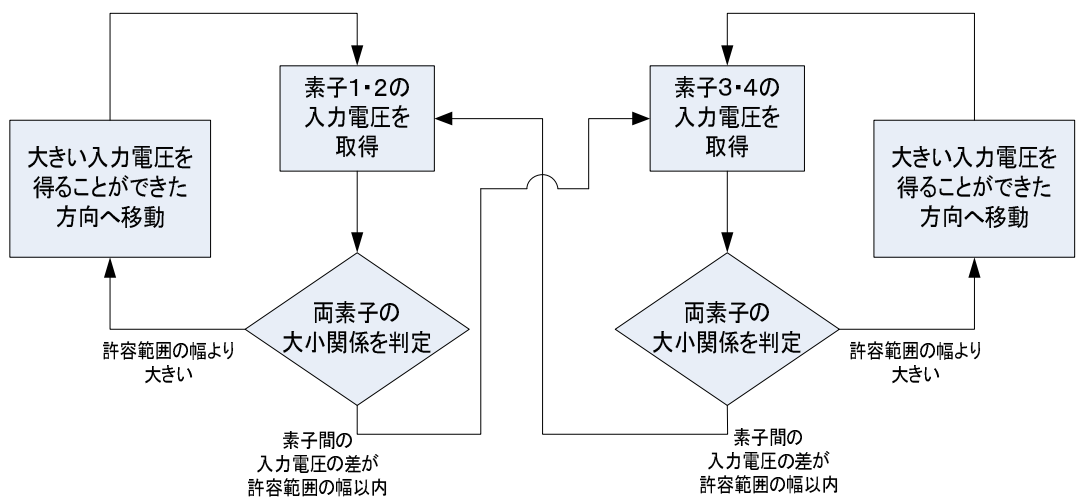 素子1・2の
入力電圧を
取得
大きい入力電圧を
得ることができた
方向へ移動
両素子の
大小関係を判定
許容範囲の幅より
大きい
素子間の
入力電圧の差が
許容範囲の幅以内
素子3・4の
入力電圧を
取得
大きい入力電圧を
得ることができた
方向へ移動
両素子の
大小関係を判定
許容範囲の幅より
大きい
素子間の
入力電圧の差が
許容範囲の幅以内